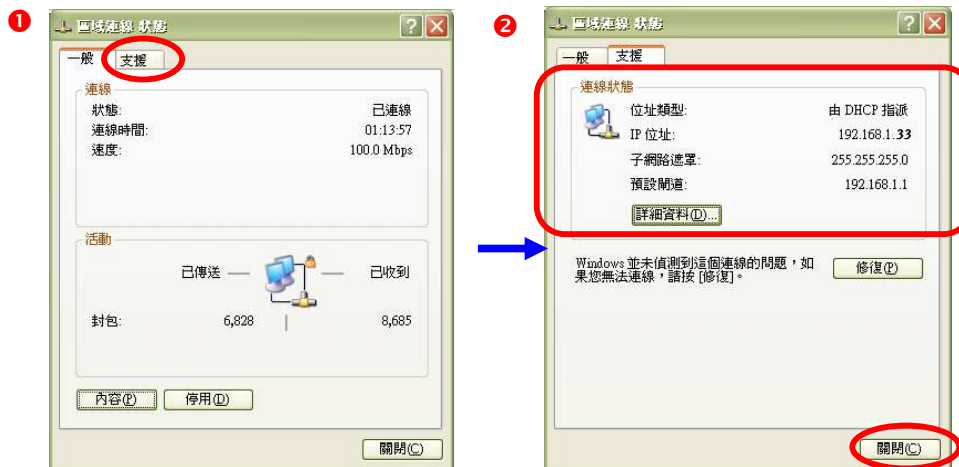 ❶
區域連線 狀態
一般 支援
連線
狀態: 已連線
連線時間: 01:13:57
速度: 100.0 Mbps
活動
已傳送 — — 已收到
封包: 6,828 | 8,685
內容(P) 停用(D)
關閉(C)
❷
區域連線 狀態
一般 支援
連線狀態
位址類型: 由 DHCP 指派
IP 位址: 192.168.1.33
子網路遮罩: 255.255.255.0
預設閘道: 192.168.1.1
詳細資料(D)...
Windows 並未偵測到這個連線的問題，如
果您無法連線，請按 [修復]。
修復(P)
關閉(C)